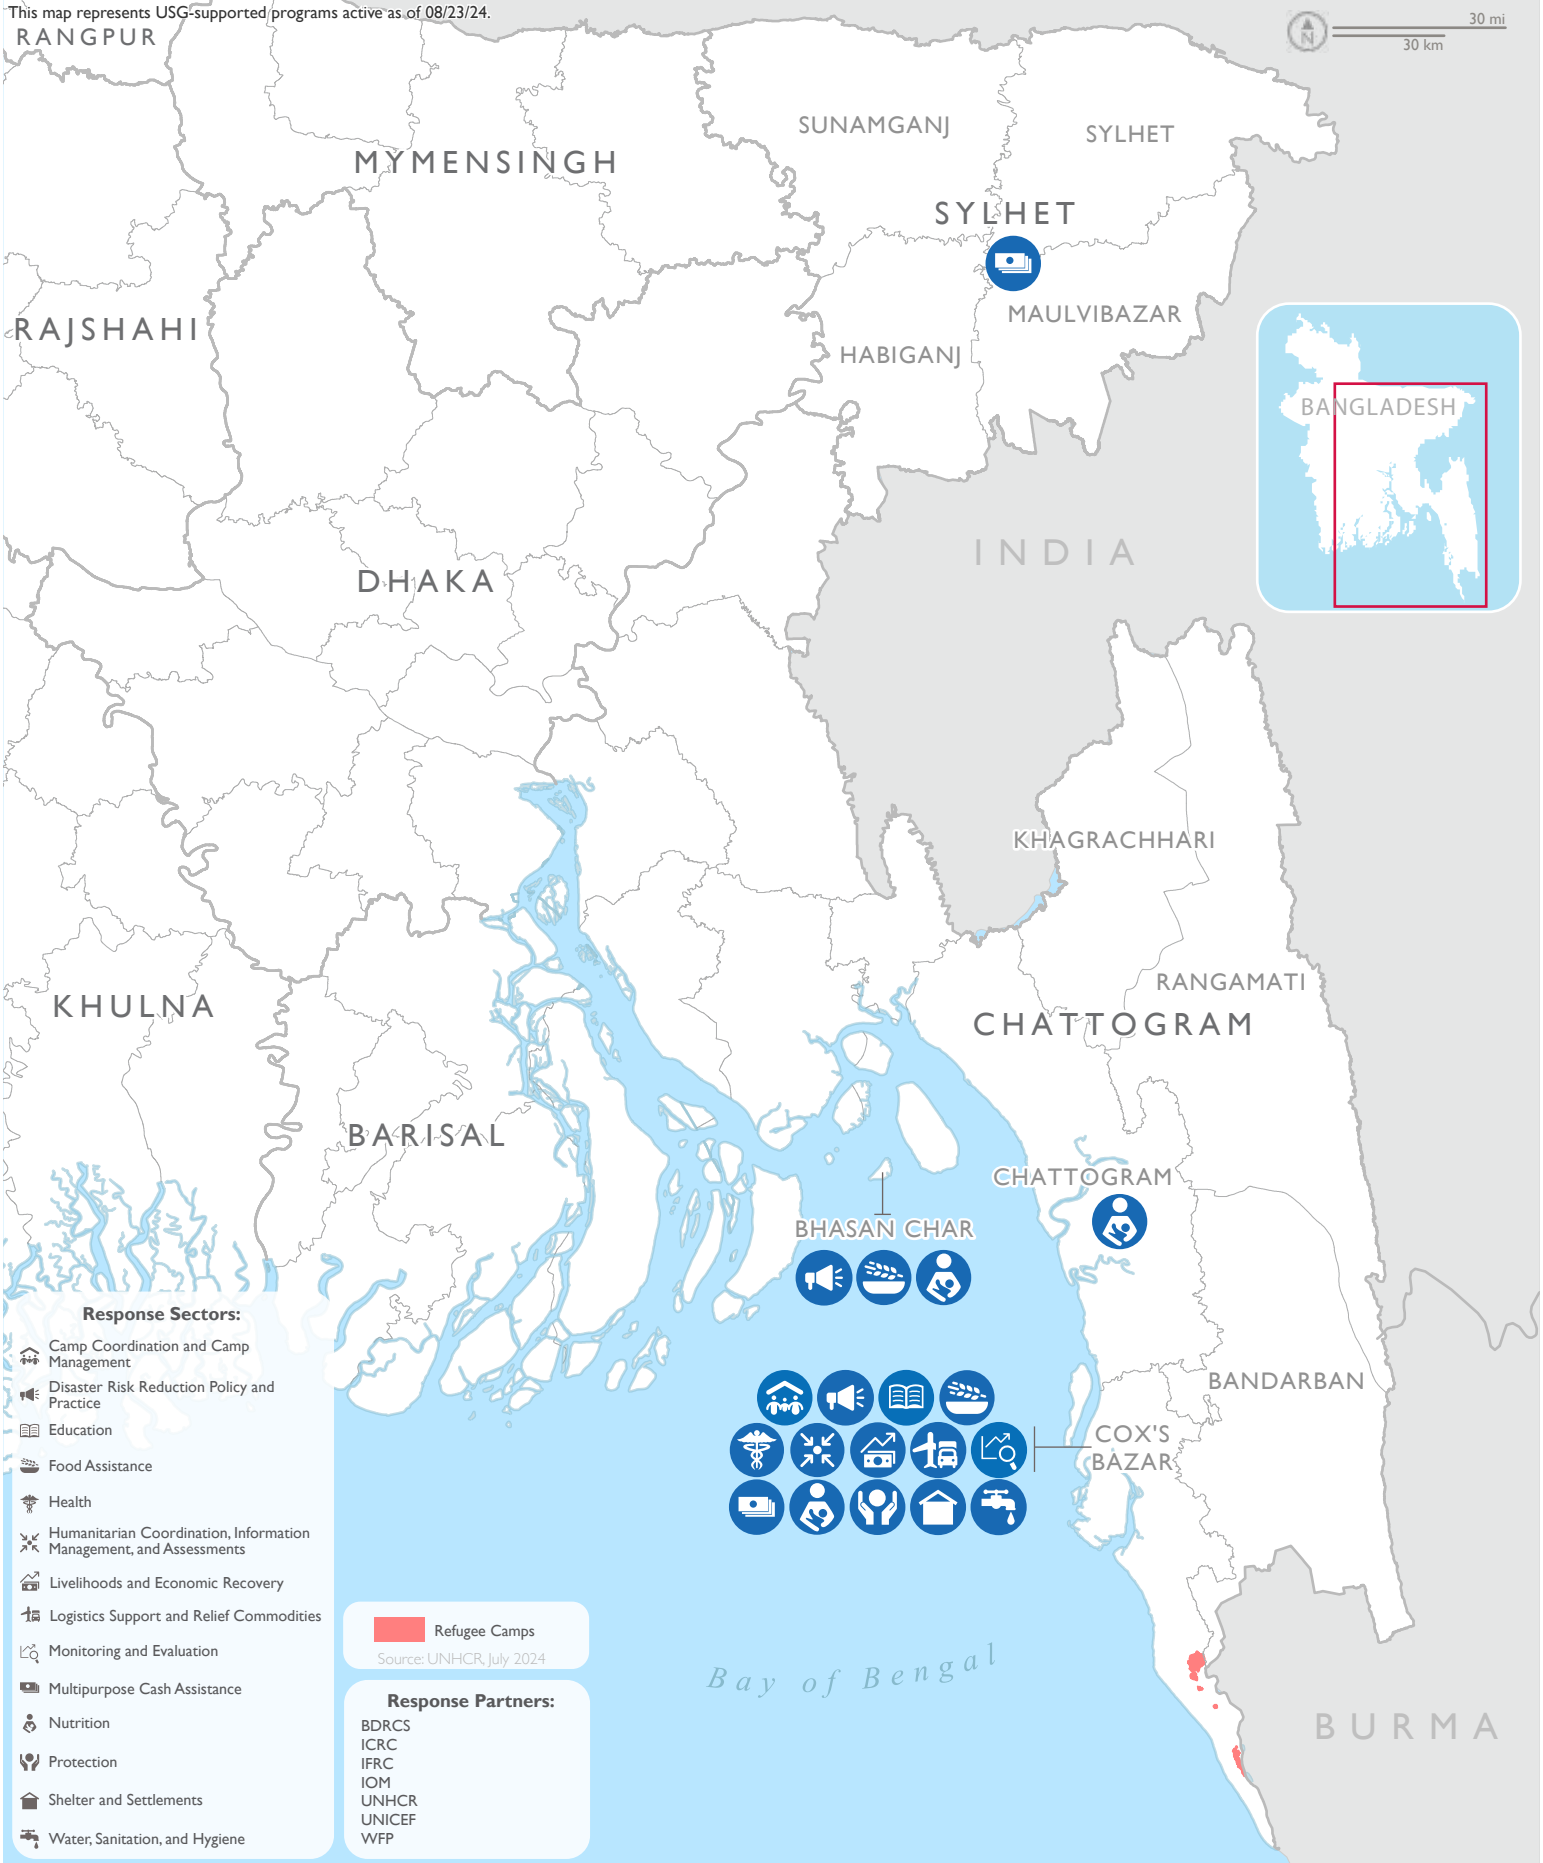 This map represents USG-supported programs active as of 08/23/24.
RANGPUR
30 mi
30 km
N
SUNAMGANJ
SYLHET
MYMENSINGH
SYLHET
RAJSHAHI
MAULVIBAZAR
HABIGANJ
BANGLADESH
INDIA
DHAKA
KHAGRACHHARI
RANGAMATI
KHULNA
CHATTOGRAM
BARISAL
CHATTOGRAM
BHASAN CHAR
BANDARBAN
COX'S
BAZAR
Bay of Bengal
BURMA
Response Sectors:
Camp Coordination and Camp
Management
Disaster Risk Reduction Policy and
Practice
Education
Food Assistance
Health
Humanitarian Coordination, Information
Management, and Assessments
Livelihoods and Economic Recovery
Logistics Support and Relief Commodities
Monitoring and Evaluation
Multipurpose Cash Assistance
Nutrition
Protection
Shelter and Settlements
Water, Sanitation, and Hygiene
Refugee Camps
Source: UNHCR, July 2024
Response Partners:
BDRCS
ICRC
IFRC
IOM
UNHCR
UNICEF
WFP